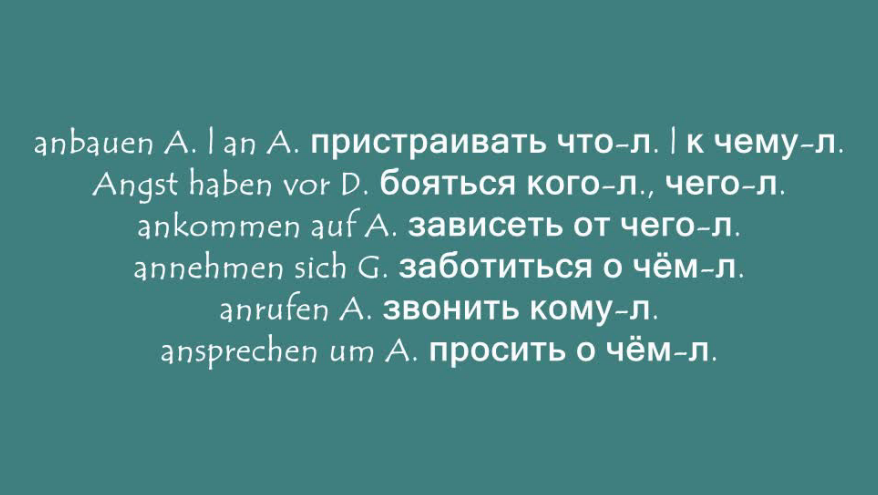 anbauen A. | an A. пристраивать что-л. | к чему-л.
Angst haben vor D. бояться кого-л., чего-л.
ankommen auf A. зависеть от чего-л.
annehmen sich G. заботиться о чём-л.
anrufen A. звонить кому-л.
ansprechen um A. просить о чём-л.